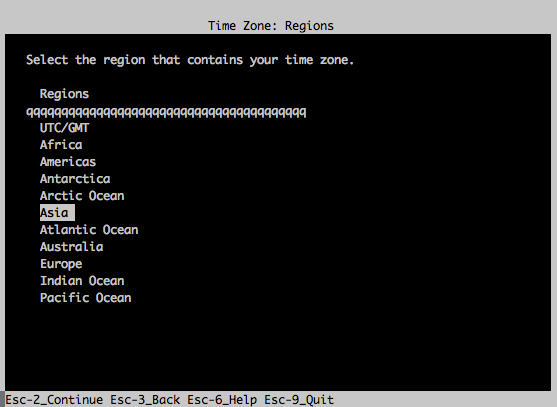 Time Zone: Regions
Select the region that contains your time zone.
Regions
qqqqqqqqqqqqqqqqqqqqqqqqqqqqqqqqqqqqqqqq
UTC/GMT
Africa
Americas
Antarctica
Arctic Ocean
Asia
Atlantic Ocean
Australia
Europe
Indian Ocean
Pacific Ocean
Esc-2_Continue Esc-3_Back Esc-6_Help Esc-9_Quit